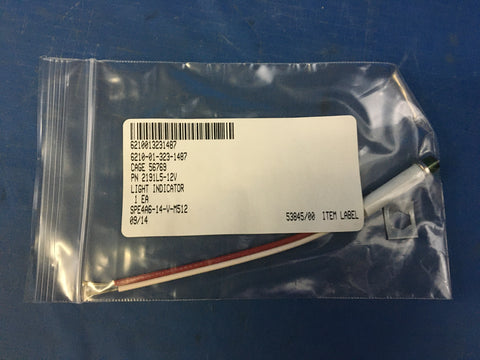 6210013231487
6210-01-323-1487
CAGE 56769
PN 2191L5-12V
LIGHT INDICATOR
1 EA
SPE4A6-14-V-M512
09/14
53845/00 ITEM LABEL